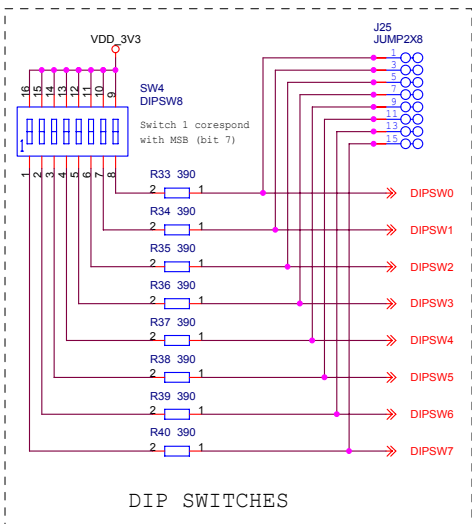 VDD_3V3
J25
JUMP2X8
1
3
5
7
9
11
13
15
16 15 14 13 12 11 10 9
SW4
DIPSW8
Switch 1 corespond
with MSB (bit 7)
1
1 2 3 4 5 6 7 8
R33 390
2 1 DIPSW0
R34 390
2 1 DIPSW1
R35 390
2 1 DIPSW2
R36 390
2 1 DIPSW3
R37 390
2 1 DIPSW4
R38 390
2 1 DIPSW5
R39 390
2 1 DIPSW6
R40 390
2 1 DIPSW7
DIP SWITCHES